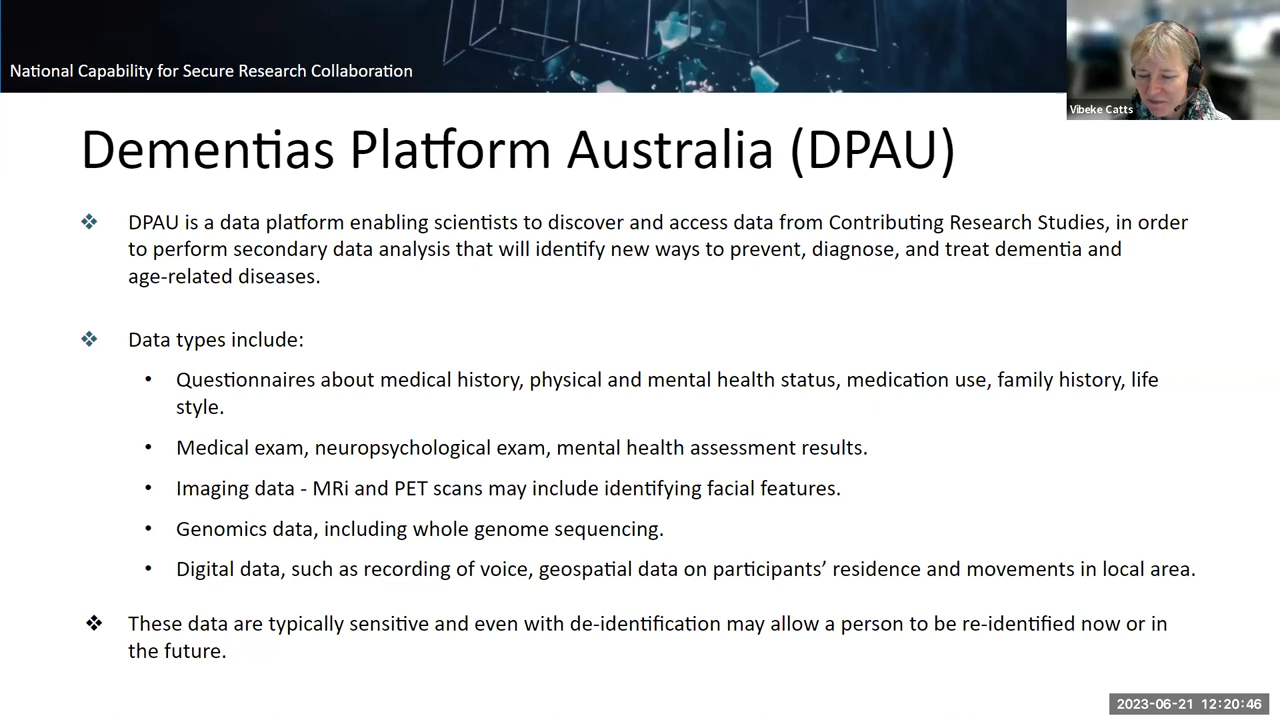 National Capability for Secure Research Collaboration
Vibeke Catts
Dementias Platform Australia (DPAU)
❖ DPAU is a data platform enabling scientists to discover and access data from Contributing Research Studies, in order
to perform secondary data analysis that will identify new ways to prevent, diagnose, and treat dementia and
age-related diseases.
❖ Data types include:
• Questionnaires about medical history, physical and mental health status, medication use, family history, life
style.
• Medical exam, neuropsychological exam, mental health assessment results.
• Imaging data - MRi and PET scans may include identifying facial features.
• Genomics data, including whole genome sequencing.
• Digital data, such as recording of voice, geospatial data on participants’ residence and movements in local area.
❖ These data are typically sensitive and even with de-identification may allow a person to be re-identified now or in
the future.
2023-06-21 12:20:46